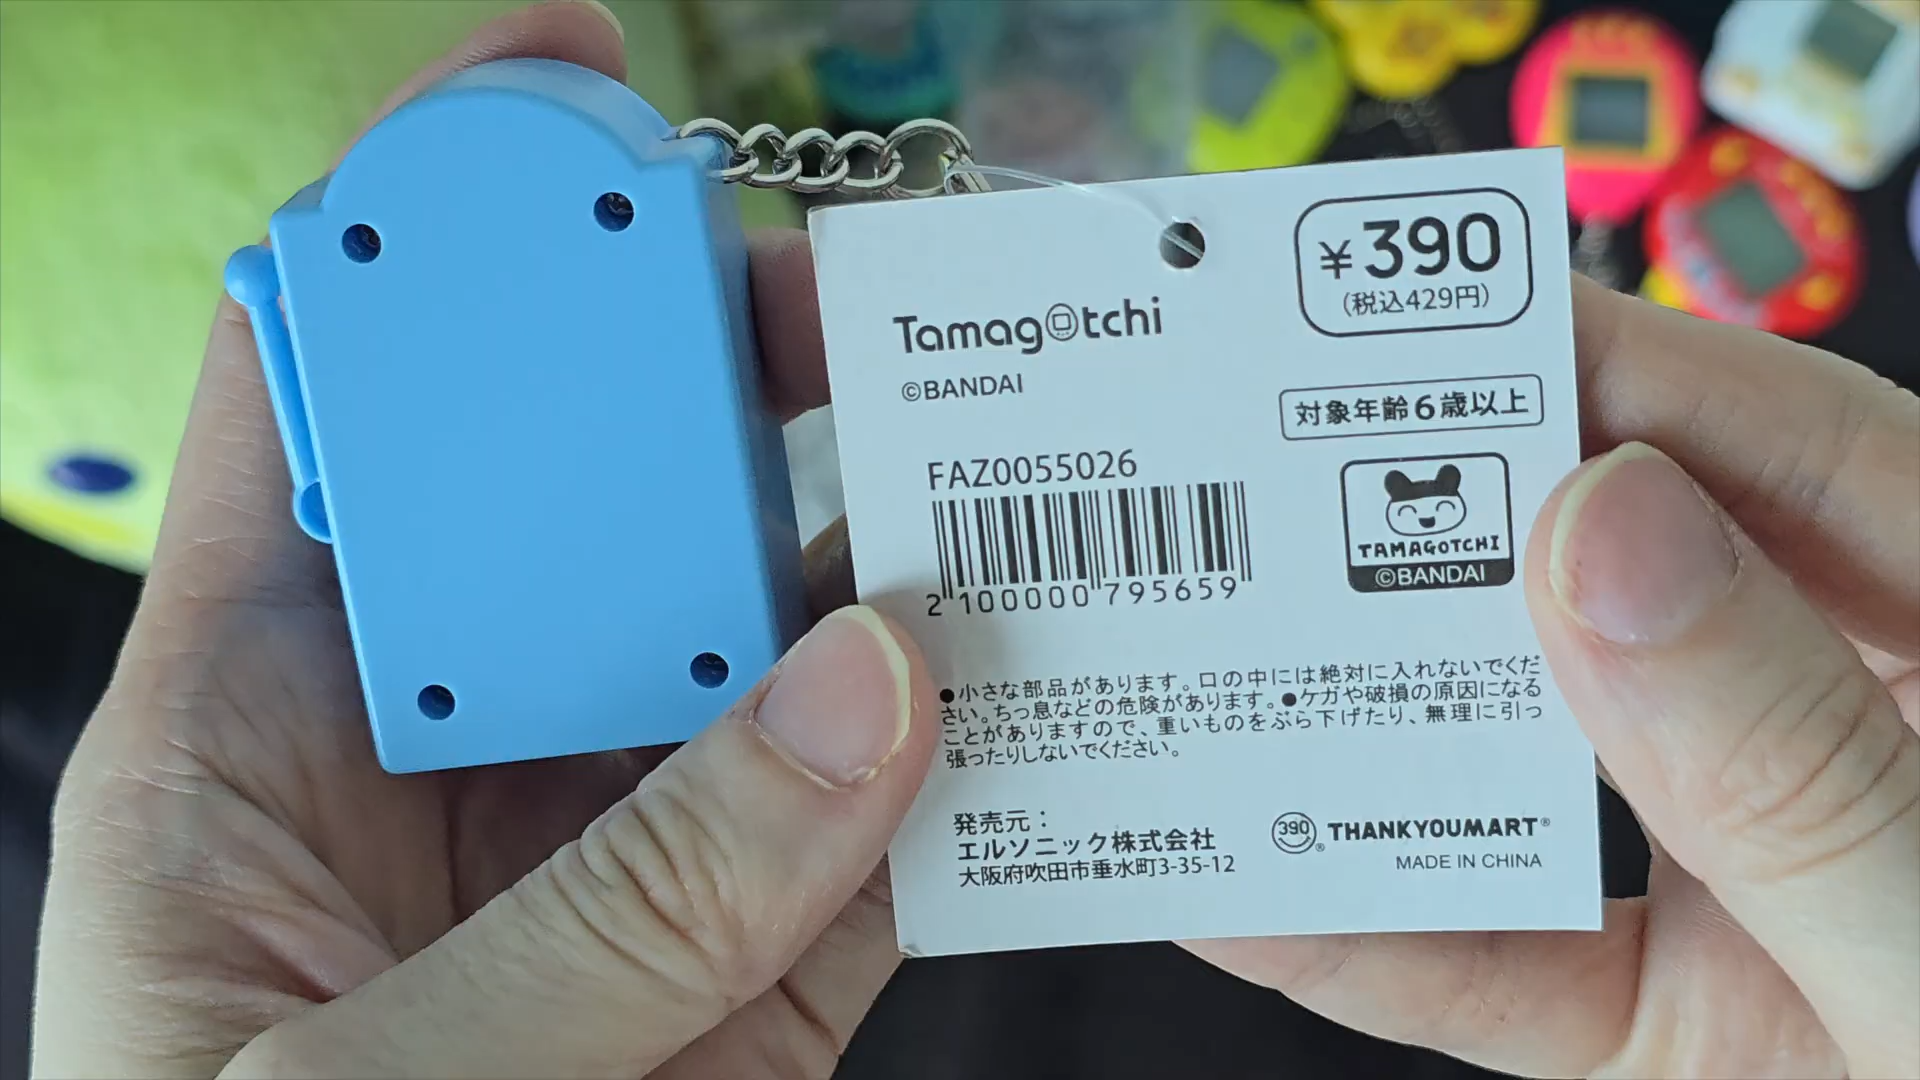 ¥390
(税込429円)
Tamagotchi
©BANDAI
対象年齢6歳以上
FAZ0055026
2 100000 795659
TAMAGOTCHI
©BANDAI
●小さな部品があります。口の中には絶対に入れないでくだ
さい。ちっ息などの危険があります。●ケガや破損の原因になる
ことがありますので、重いものをぶら下げたり、無理に引っ
張ったりしないでください。
発売元：
エルソニック株式会社
大阪府吹田市垂水町3-35-12
390® THANKYOUMART®
MADE IN CHINA